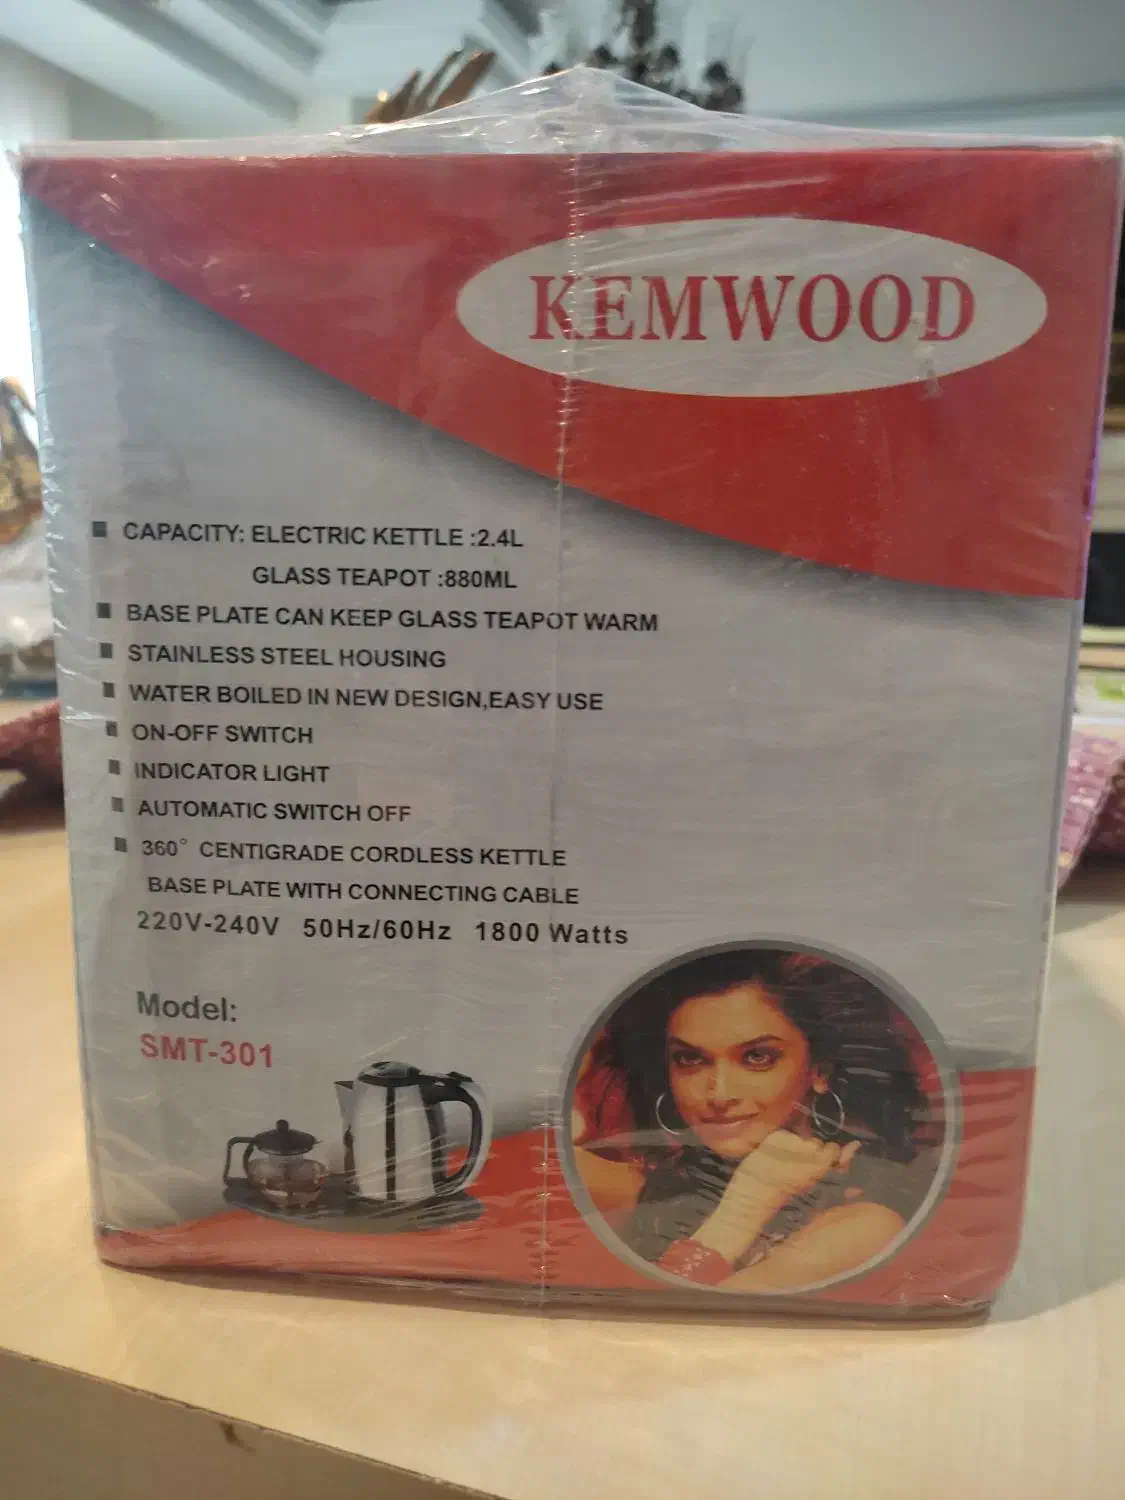 KEMWOOD
CAPACITY: ELECTRIC KETTLE :2.4L
GLASS TEAPOT :880ML
BASE PLATE CAN KEEP GLASS TEAPOT WARM
STAINLESS STEEL HOUSING
WATER BOILED IN NEW DESIGN,EASY USE
ON-OFF SWITCH
INDICATOR LIGHT
AUTOMATIC SWITCH OFF
360° CENTIGRADE CORDLESS KETTLE
BASE PLATE WITH CONNECTING CABLE
220V-240V 50Hz/60Hz 1800 Watts
Model:
SMT-301